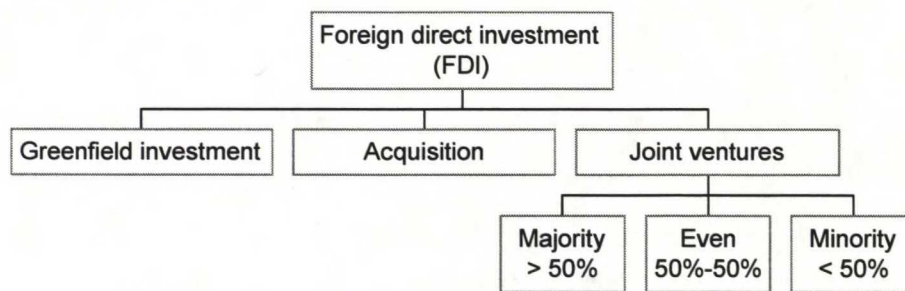 Foreign direct investment
(FDI)
Greenfield investment
Acquisition
Joint ventures
Majority
> 50%
Even
50%-50%
Minority
< 50%